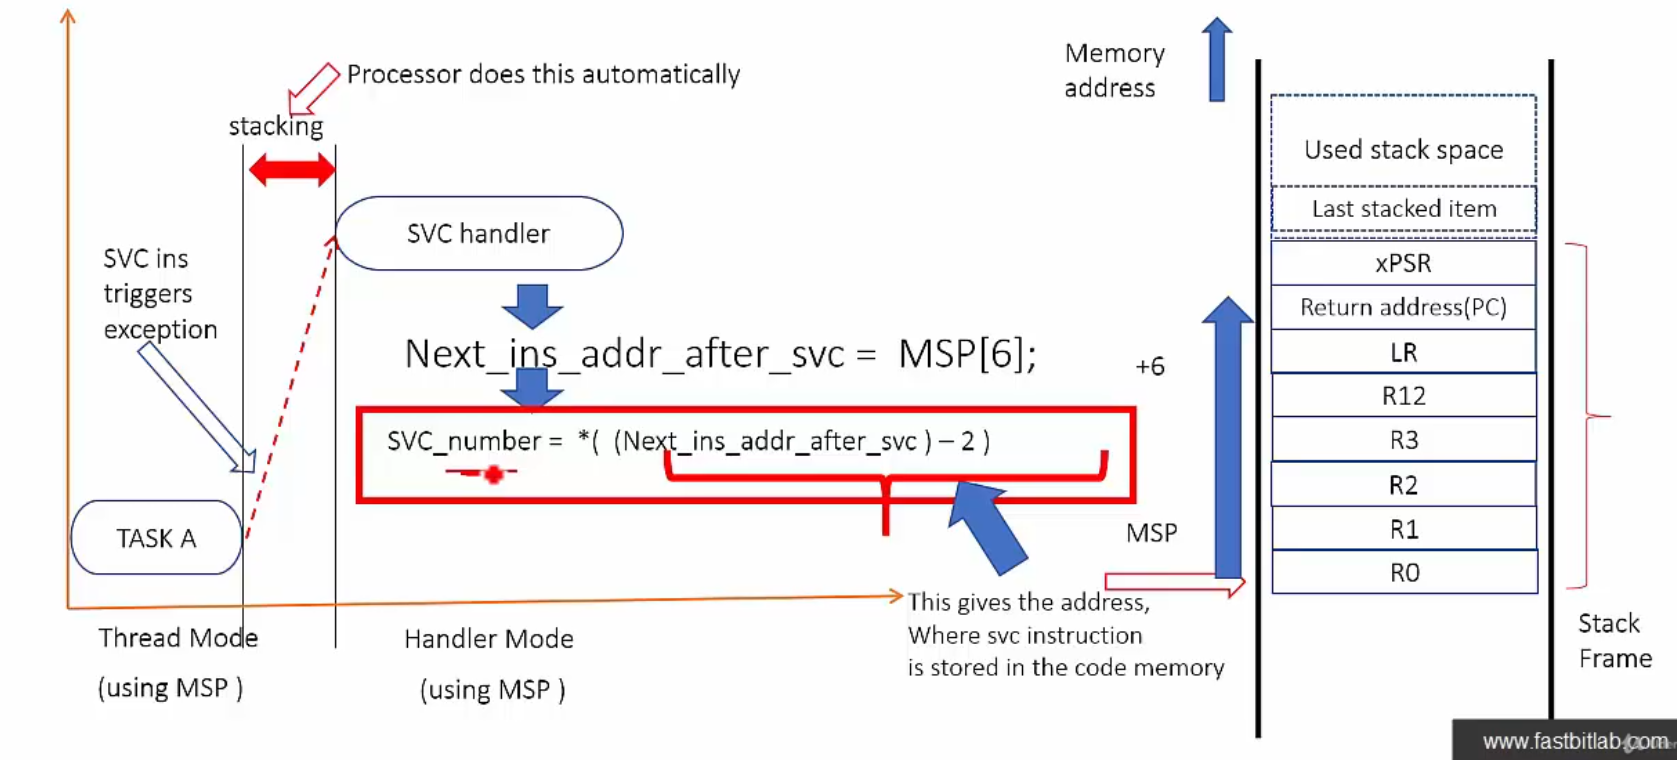 Processor does this automatically
stacking
SVC handler
SVC ins
triggers
exception
Next_ins_addr_after_svc = MSP[6];
SVC_number = *( (Next_ins_addr_after_svc ) – 2 )
TASK A
This gives the address,
Where svc instruction
is stored in the code memory
Thread Mode
(using MSP )
Handler Mode
(using MSP )
Memory
address
+6
MSP
Used stack space
Last stacked item
xPSR
Return address(PC)
LR
R12
R3
R2
R1
R0
Stack
Frame
www.fastbitlab.com